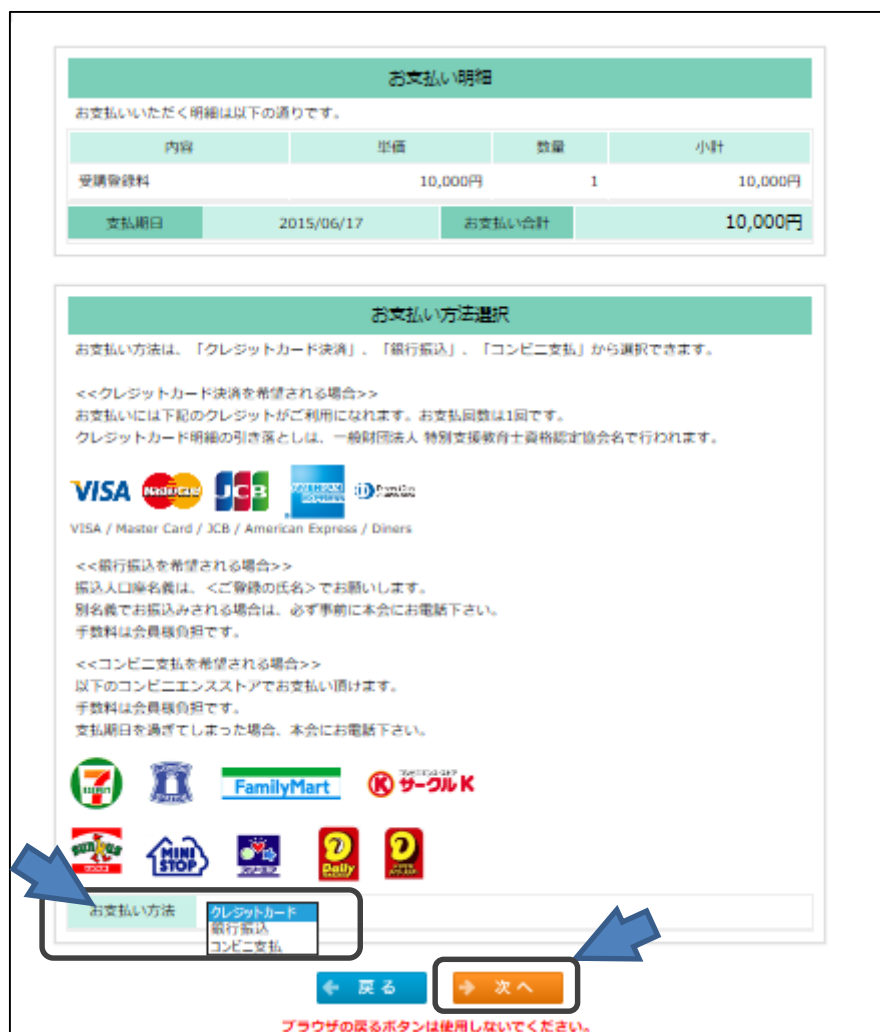 お支払い明細
お支払いいただく明細は以下の通りです。
内容 単価 数量 小計
受講登録料 10,000円 1 10,000円
支払期日 2015/06/17 お支払い合計 10,000円
お支払い方法選択
お支払い方法は、「クレジットカード決済」、「銀行振込」、「コンビニ支払」から選択できます。
<<クレジットカード決済を希望される場合>>
お支払いには下記のクレジットがご利用になれます。お支払回数は1回です。
クレジットカード明細の引き落としは、一般財団法人 特別支援教育士資格認定協会名で行われます。
VISA MasterCard JCB AMERICAN EXPRESS
VISA / Master Card / JCB / American Express / Diners
<<銀行振込を希望される場合>>
振込人口座名義は、<ご登録の氏名>でお願いします。
別名義でお振込みされる場合は、必ず事前に本会にお電話下さい。
手数料は会員様負担です。
<<コンビニ支払を希望される場合>>
以下のコンビニエンスストアでお支払い頂けます。
手数料は会員様負担です。
支払期日を過ぎてしまった場合、本会にお電話下さい。
7 FamilyMart K サークルK
sunkus サンクス MINI STOP Daily
お支払い方法 クレジットカード
銀行振込
コンビニ支払
戻る 次へ
ブラウザの戻るボタンは使用しないでください。